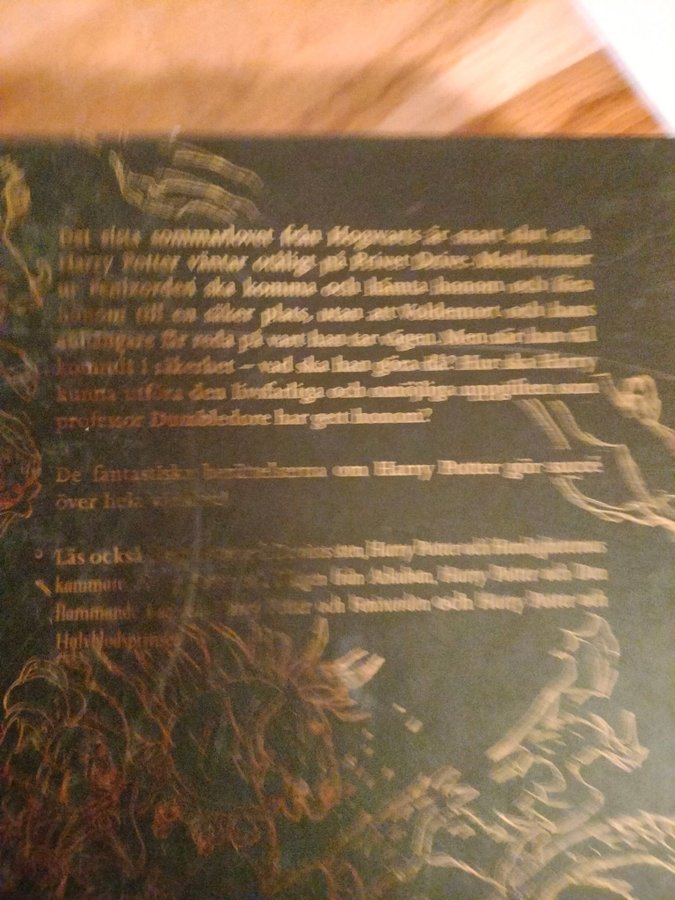 Det sista sommarlovet från Hogwarts är snart slut och
Harry Potter väntar otåligt på Privet Drive. Medlemmar
ur Fenixorden ska komma och hämta honom och föra
honom till en säker plats, utan att Voldemort och hans
anhängare får reda på vart han tar vägen. Men när han väl
kommit i säkerhet – vad ska han göra då? Hur ska Harry
kunna utföra den livsfarliga och omöjliga uppgiften som
professor Dumbledore har gett honom?
De fantastiska berättelserna om Harry Potter gör succé
över hela världen!
Läs också Harry Potter och Hemligheternas
kammare från Azkaban, Harry Potter och Den
flammande Harry Potter och Fenixorden och Harry Potter och
Halvblodsprinsen